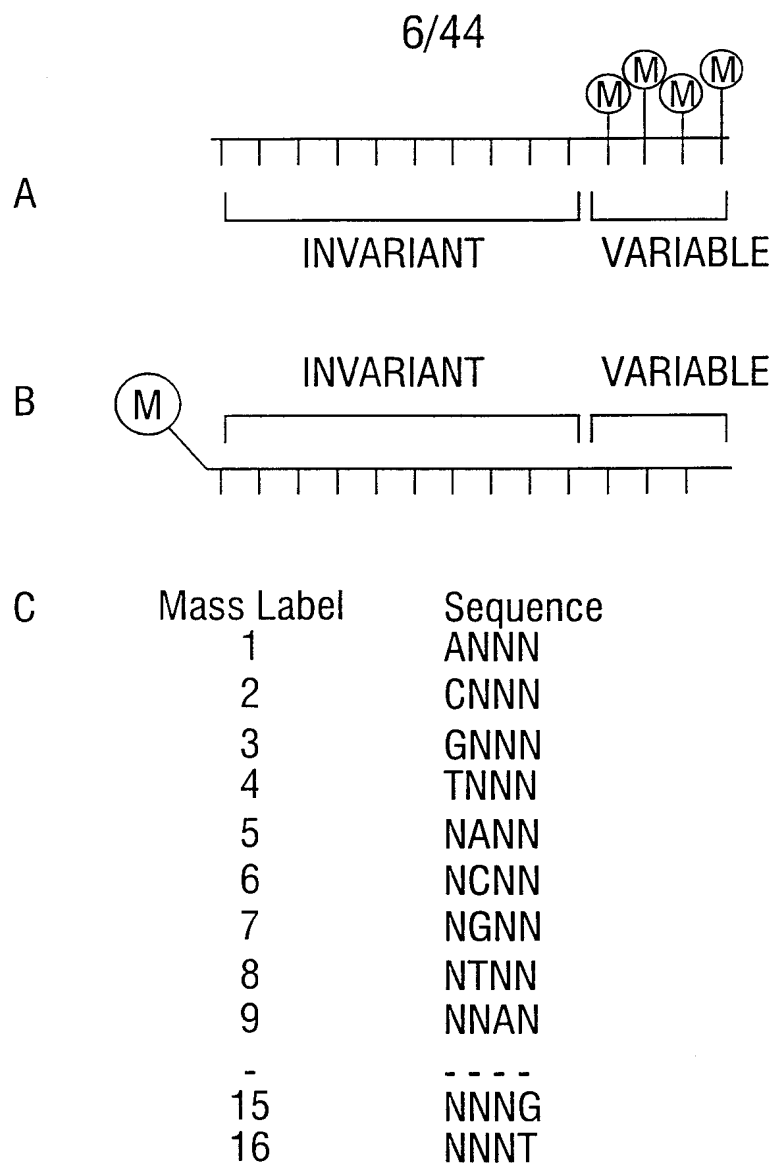 6/44
M M M M
A
INVARIANT VARIABLE
INVARIANT VARIABLE
B M
C Mass Label Sequence
1 ANNN
2 CNNN
3 GNNN
4 TNNN
5 NANN
6 NCNN
7 NGNN
8 NTNN
9 NNAN
- - - - -
15 NNNG
16 NNNT